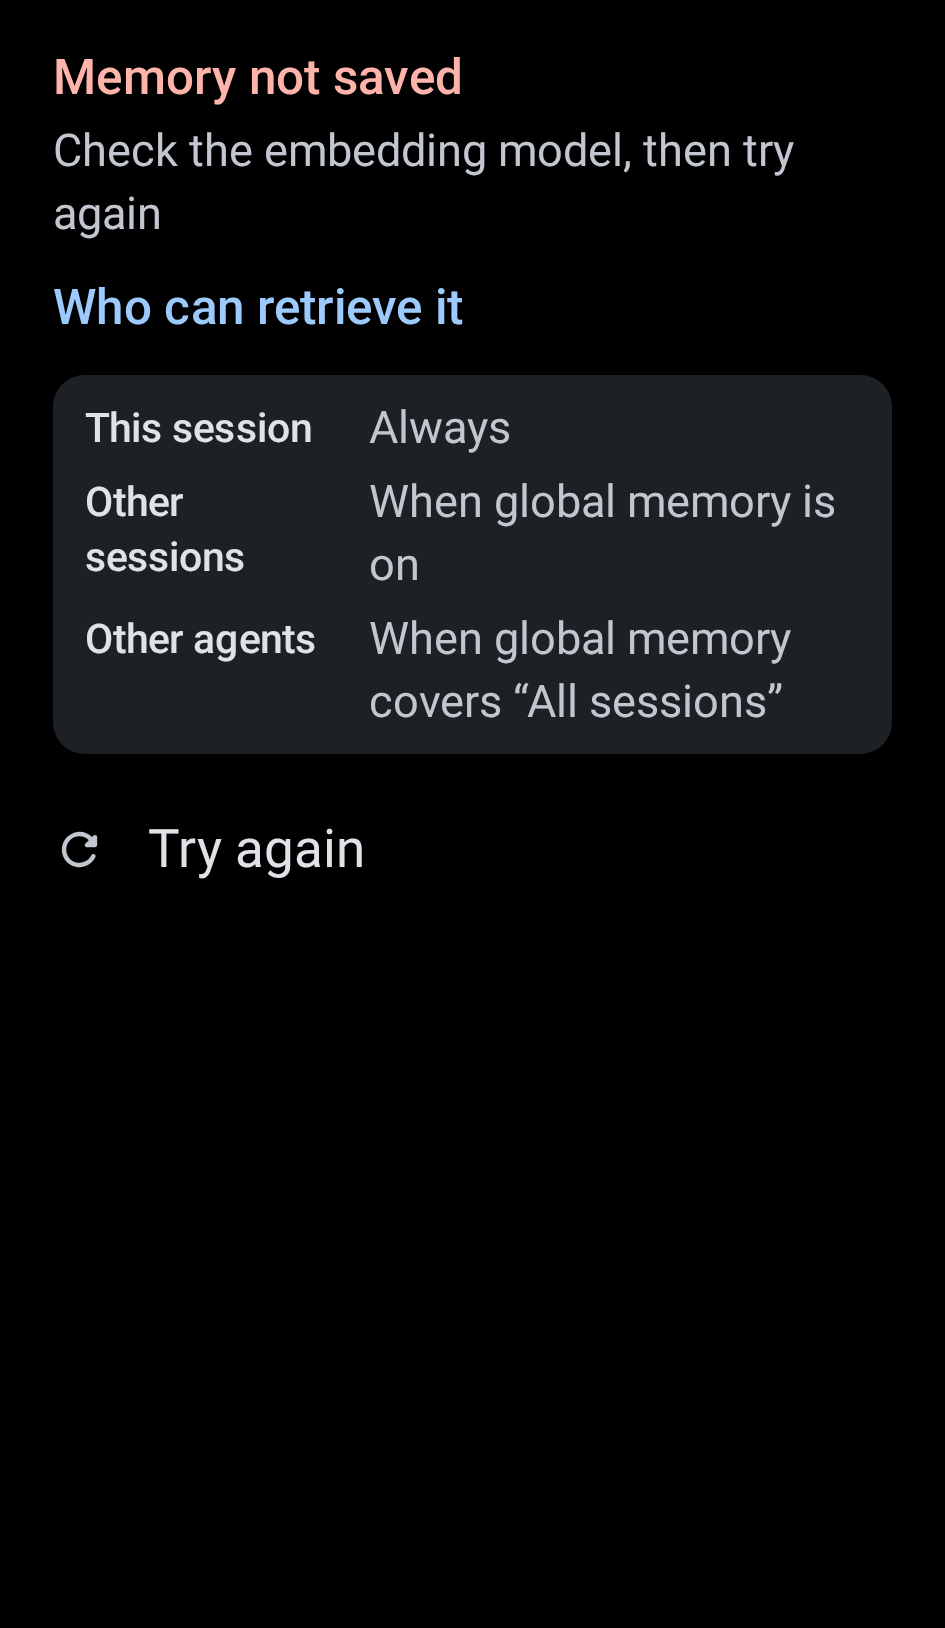 Memory not saved
Check the embedding model, then try
again
Who can retrieve it
This session Always
Other sessions When global memory is on
Other agents When global memory covers “All sessions”
Try again